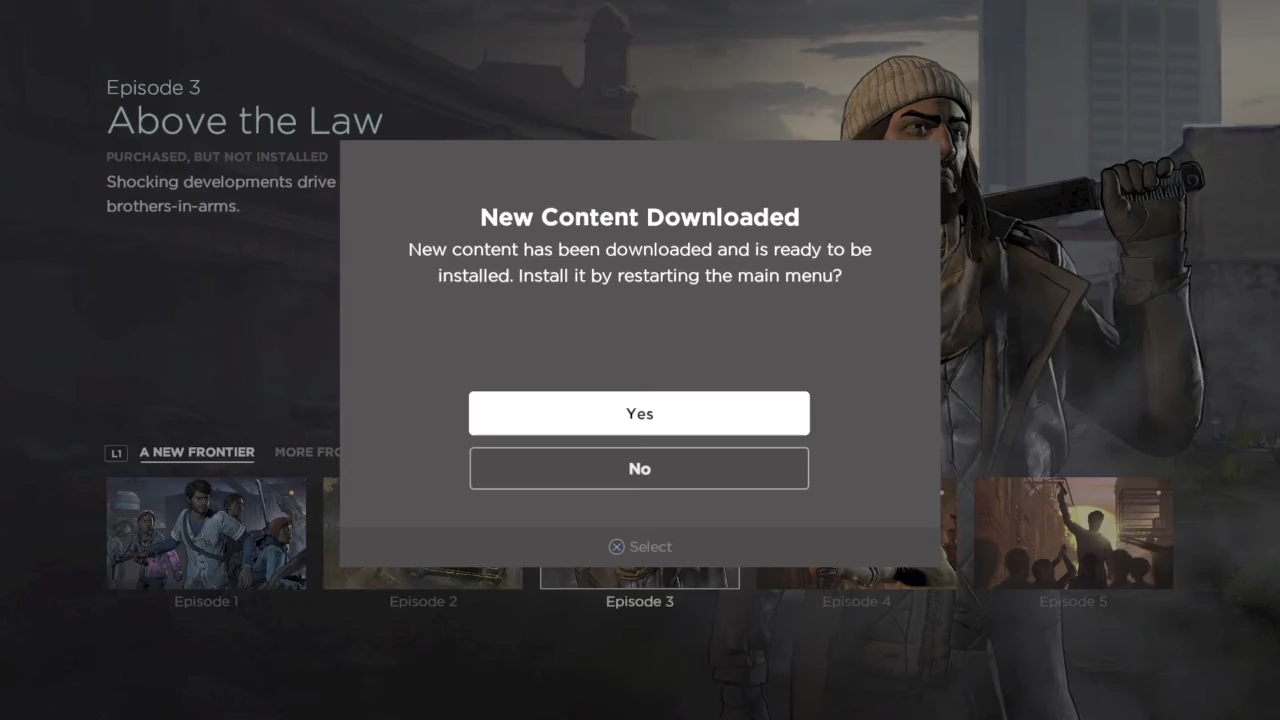 Episode 3
Above the Law
PURCHASED, BUT NOT INSTALLED
Shocking developments drive
brothers-in-arms.
New Content Downloaded
New content has been downloaded and is ready to be
installed. Install it by restarting the main menu?
Yes
No
Select
L1 A NEW FRONTIER MORE
Episode 1 Episode 2 Episode 3 Episode 4 Episode 5